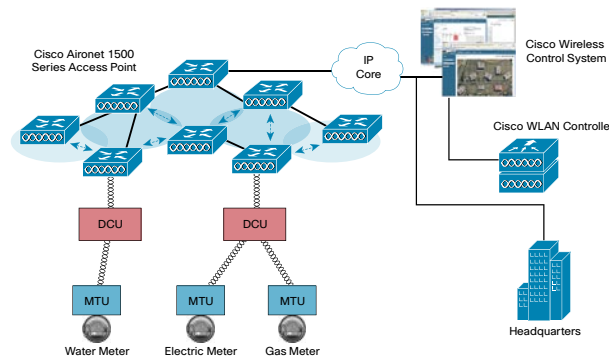 Cisco Aironet 1500
Series Access Point
IP
Core
Cisco Wireless
Control System
Cisco WLAN Controlle
DCU
DCU
MTU
MTU
MTU
Water Meter
Electric Meter
Gas Meter
Headquarters